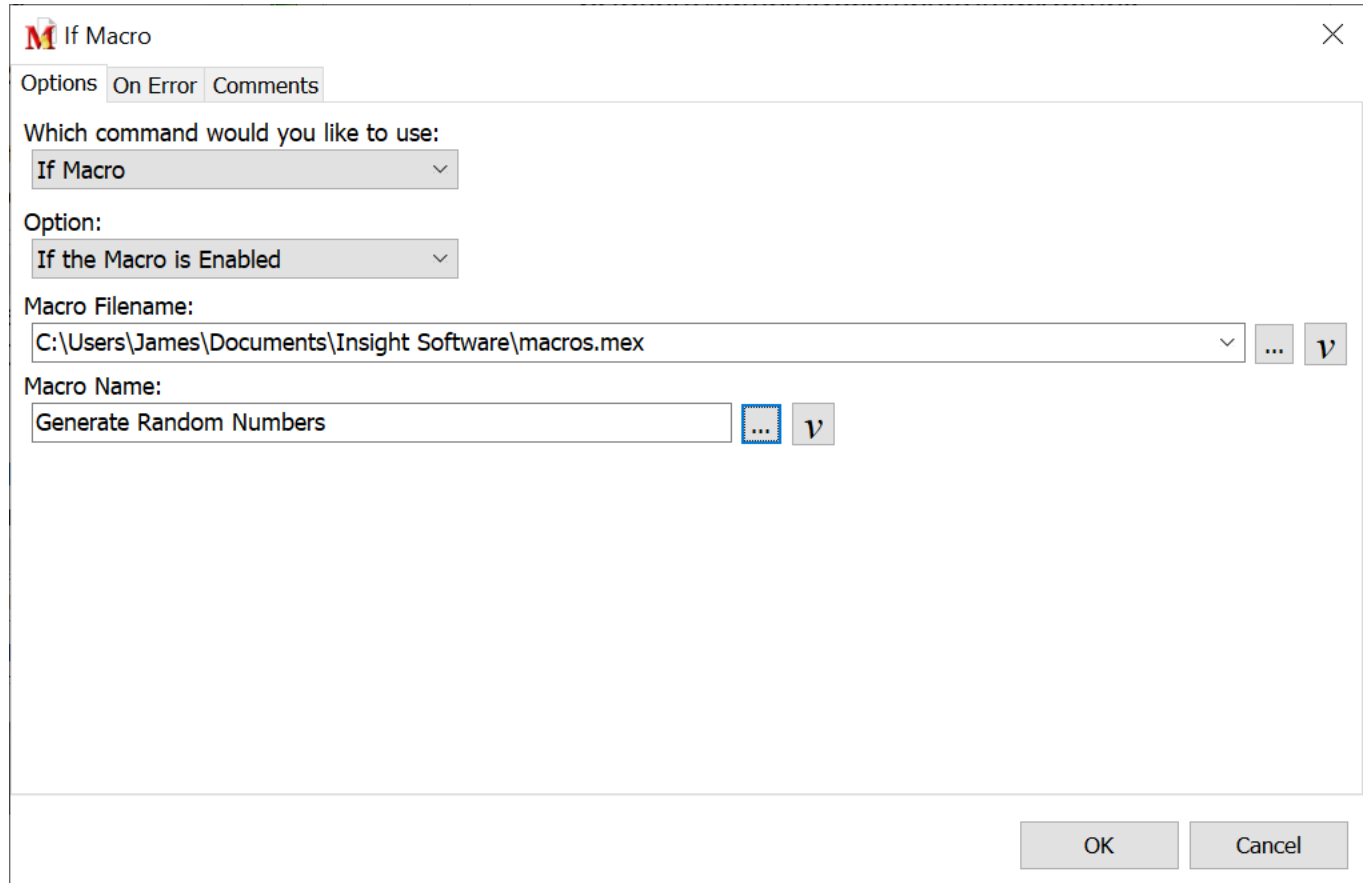 If Macro
Options On Error Comments
Which command would you like to use:
If Macro
Option:
If the Macro is Enabled
Macro Filename:
C:\Users\James\Documents\Insight Software\macros.mex ... v
Macro Name:
Generate Random Numbers ... v
OK Cancel